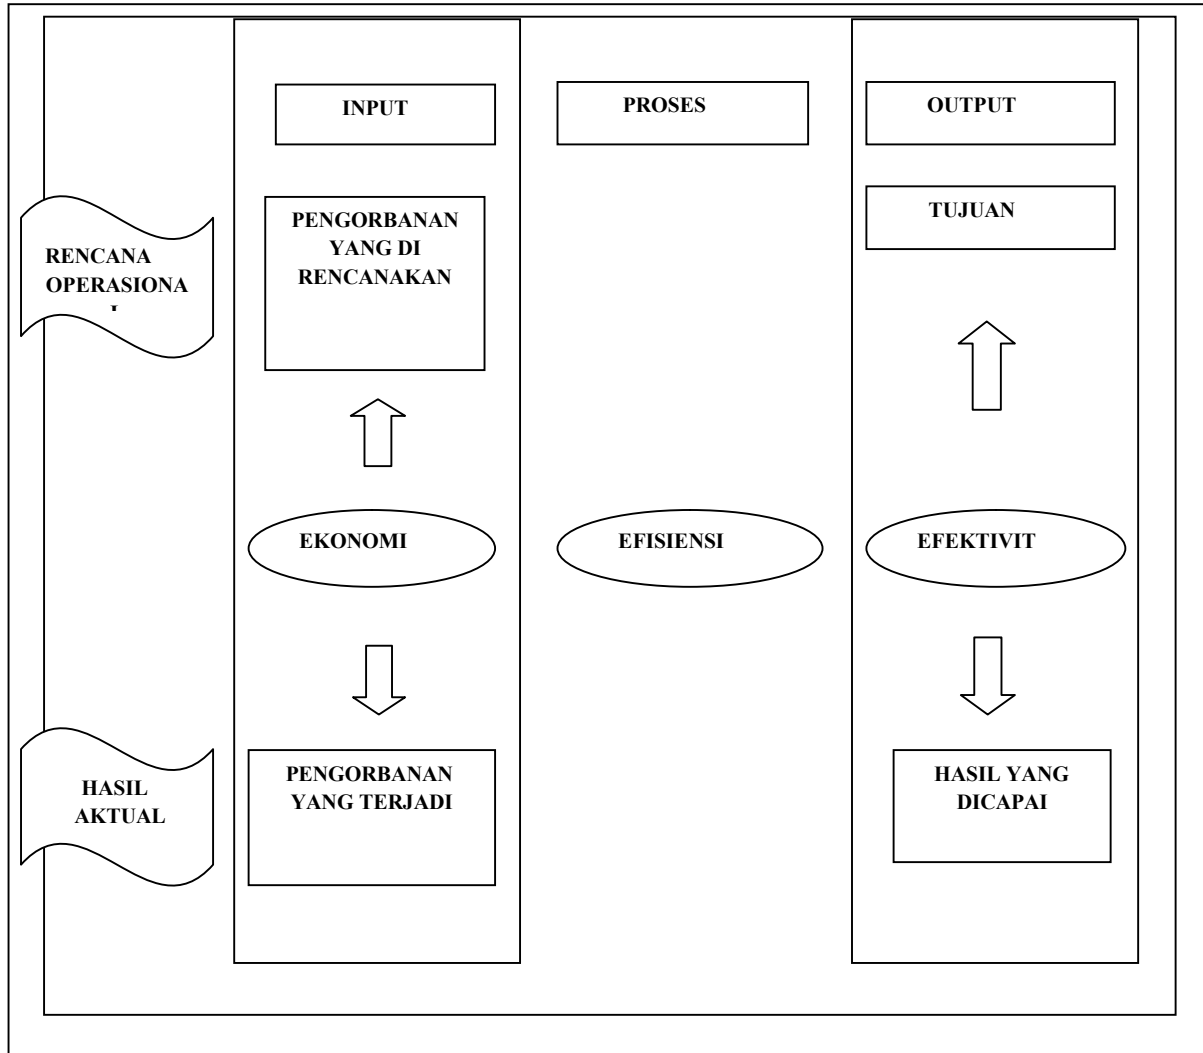 INPUT
PROSES
OUTPUT
PENGORBANAN
YANG DI
RENCANAKAN
TUJUAN
RENCANA
OPERASIONA
EKONOMI
EFISIENSI
EFEKTIVIT
PENGORBANAN
YANG TERJADI
HASIL YANG
DICAPAI
HASIL
AKTUAL